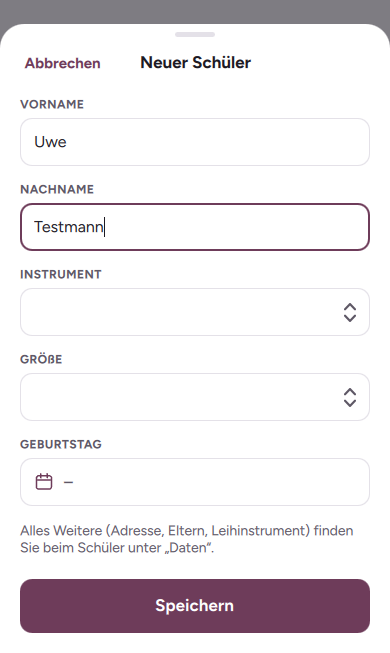 Abbrechen Neuer Schüler
VORNAME
Uwe
NACHNAME
Testmann
INSTRUMENT
GRÖßE
GEBURTSTAG
–
Alles Weitere (Adresse, Eltern, Leihinstrument) finden
Sie beim Schüler unter „Daten“.
Speichern